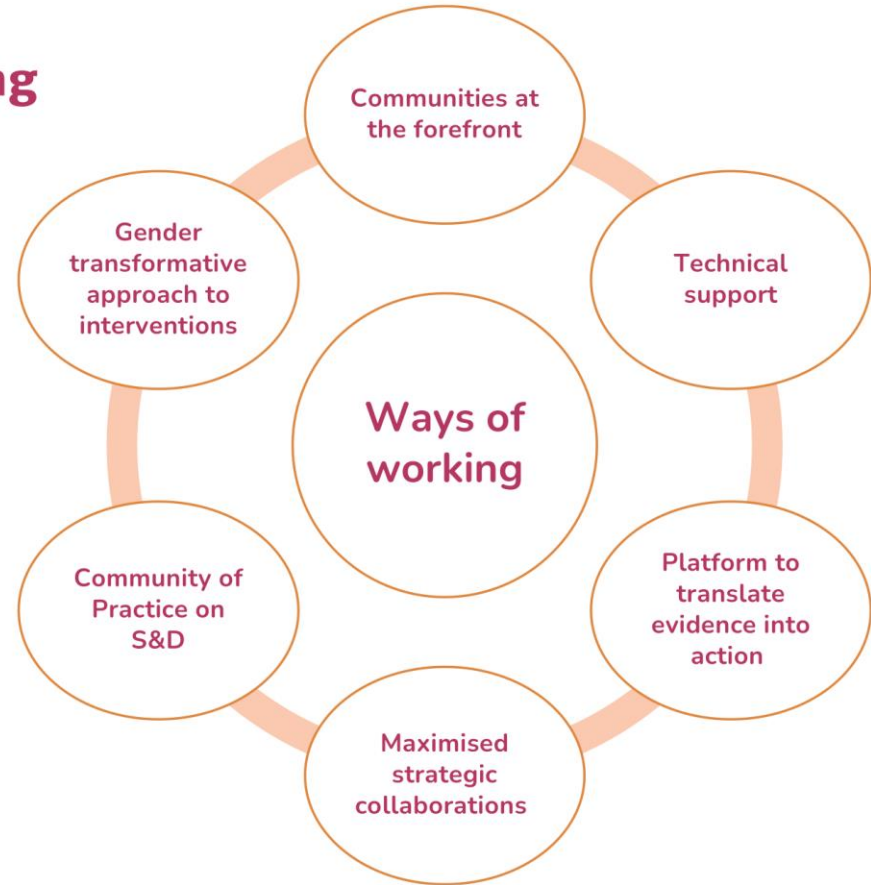 ng
Communities at
the forefront
Gender
transformative
approach to
interventions
Technical
support
Ways of
working
Community of
Practice on
S&D
Platform to
translate
evidence into
action
Maximised
strategic
collaborations